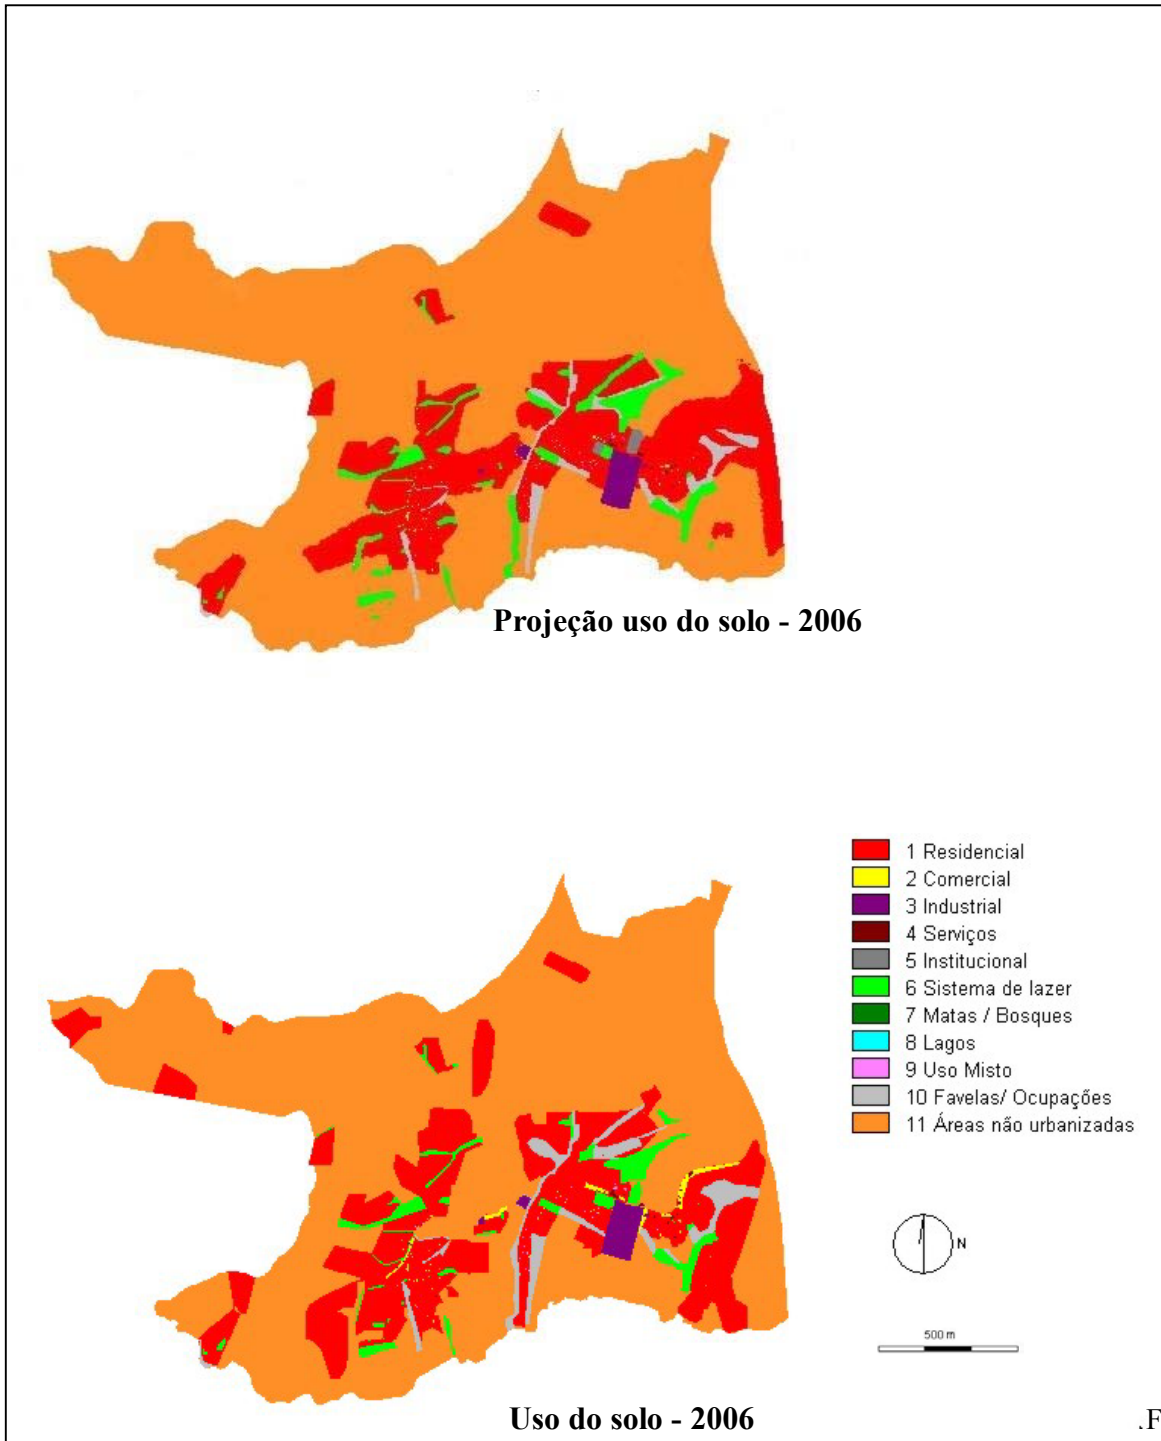 Projeção uso do solo - 2006
1 Residencial
2 Comercial
3 Industrial
4 Serviços
5 Institucional
6 Sistema de lazer
7 Matas / Bosques
8 Lagos
9 Uso Misto
10 Favelas/ Ocupações
11 Áreas não urbanizadas
N
500 m
Uso do solo - 2006
.F